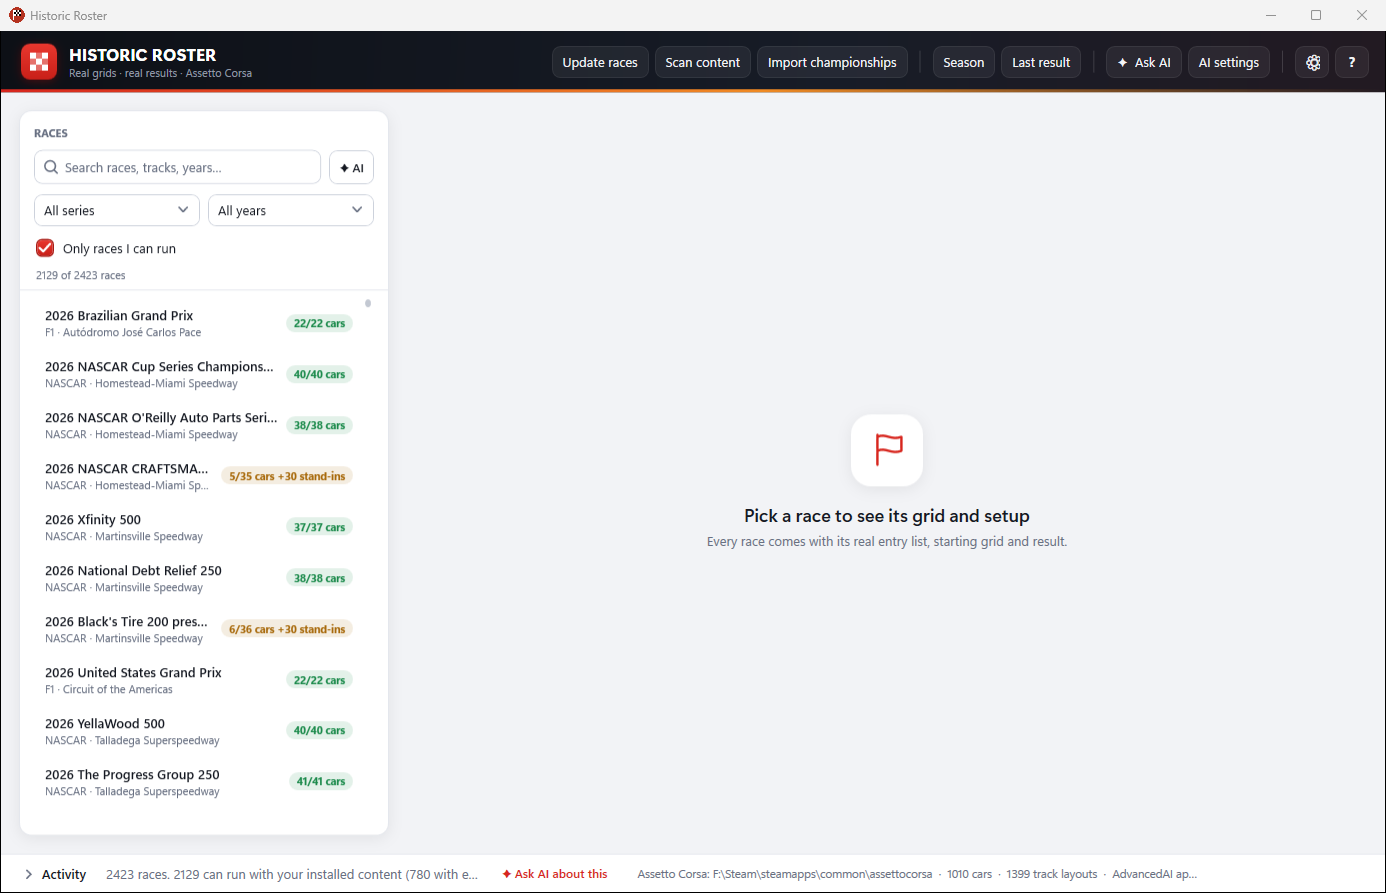 Historic Roster
HISTORIC ROSTER
Real grids · real results · Assetto Corsa
Update races
Scan content
Import championships
Season
Last result
✦ Ask AI
AI settings
?
RACES
Search races, tracks, years...
✦ AI
All series
All years
Only races I can run
2129 of 2423 races
2026 Brazilian Grand Prix
F1 · Autódromo José Carlos Pace
22/22 cars
2026 NASCAR Cup Series Champions...
NASCAR · Homestead-Miami Speedway
40/40 cars
2026 NASCAR O'Reilly Auto Parts Seri...
NASCAR · Homestead-Miami Speedway
38/38 cars
2026 NASCAR CRAFTSMA...
NASCAR · Homestead-Miami Sp...
5/35 cars +30 stand-ins
2026 Xfinity 500
NASCAR · Martinsville Speedway
37/37 cars
2026 National Debt Relief 250
NASCAR · Martinsville Speedway
38/38 cars
2026 Black's Tire 200 pres...
NASCAR · Martinsville Speedway
6/36 cars +30 stand-ins
2026 United States Grand Prix
F1 · Circuit of the Americas
22/22 cars
2026 YellaWood 500
NASCAR · Talladega Superspeedway
40/40 cars
2026 The Progress Group 250
NASCAR · Talladega Superspeedway
41/41 cars
Pick a race to see its grid and setup
Every race comes with its real entry list, starting grid and result.
Activity
2423 races. 2129 can run with your installed content (780 with e...
✦ Ask AI about this
Assetto Corsa: F:\Steam\steamapps\common\assettocorsa · 1010 cars · 1399 track layouts · AdvancedAI ap...